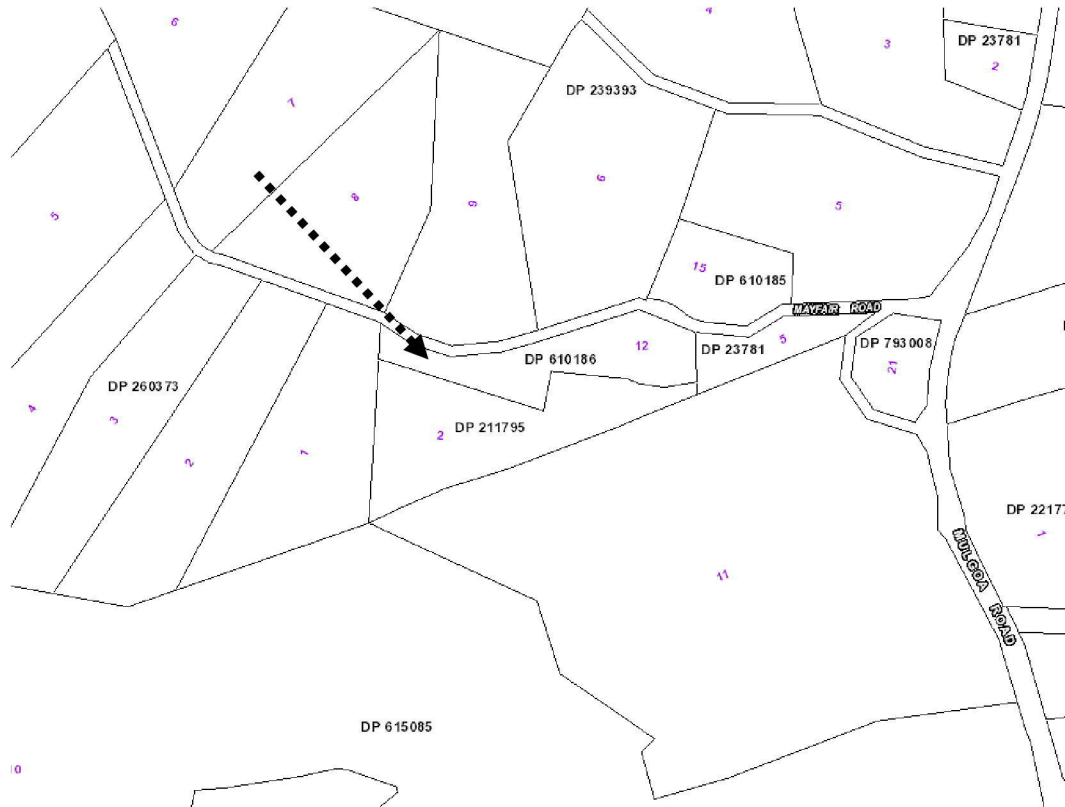 6
4
3
DP 23781
2
7
DP 239393
5
8
9
6
5
15
DP 610185
MAYFAIR ROAD
12
5
DP 610186
DP 23781
DP 793008
21
DP 260373
4
3
2
1
2
DP 211795
DP 22177
1
11
MULGOA ROAD
DP 615085
10